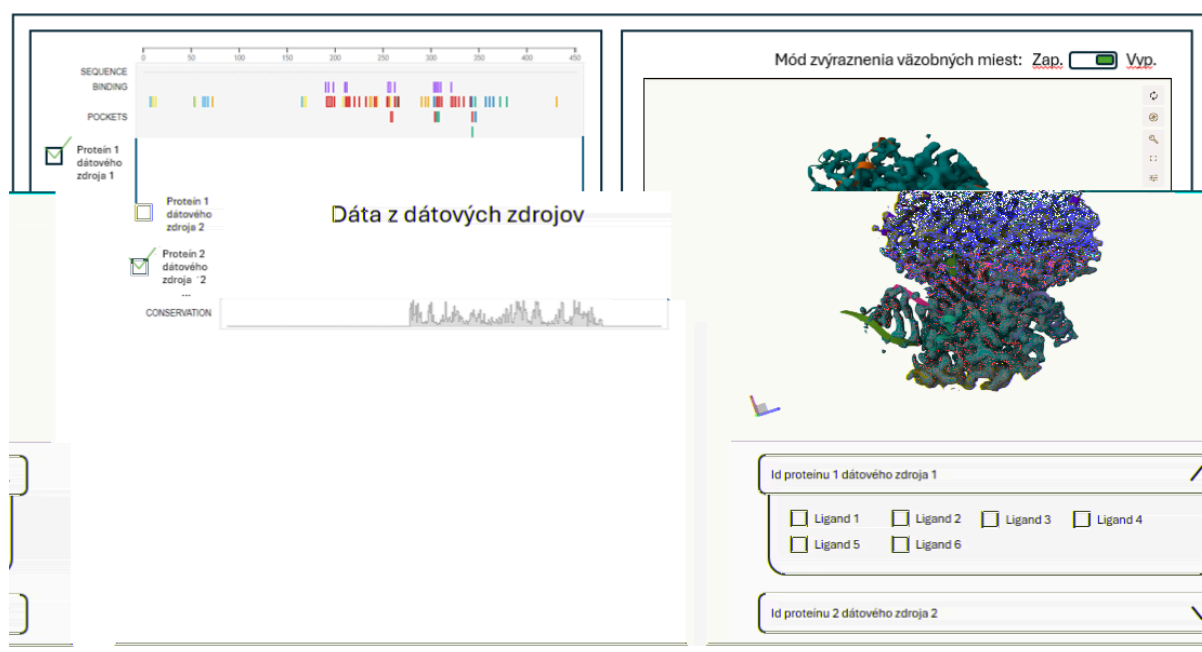 Mód zvýraznenia väzobných miest: Zap. Vyp.
0 50 100 150 200 250 300 350 400 450
SEQUENCE
BINDING
POCKETS
Proteín 1
dátového
zdroja 1
Proteín 1
dátového
zdroja 2
Dáta z dátových zdrojov
Proteín 2
dátového
zdroja 2
...
CONSERVATION
Id proteínu 1 dátového zdroja 1
Ligand 1 Ligand 2 Ligand 3 Ligand 4
Ligand 5 Ligand 6
Id proteínu 2 dátového zdroja 2